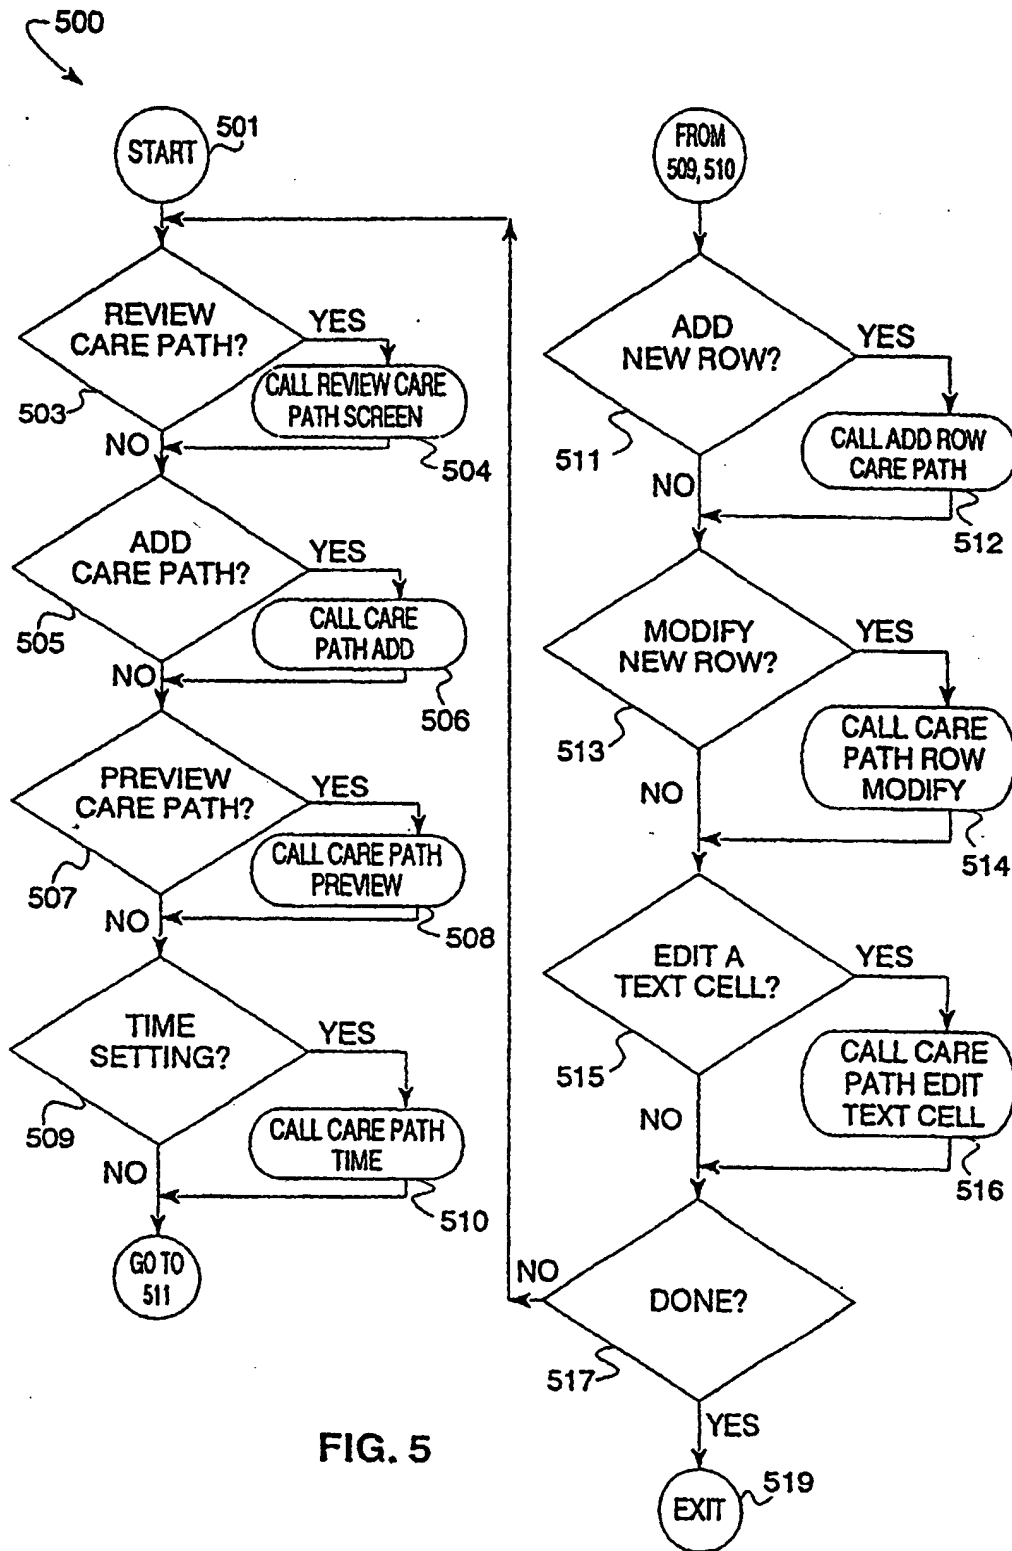 500
START
501
REVIEW
CARE PATH?
YES
503
CALL REVIEW CARE
PATH SCREEN
NO
504
ADD
CARE PATH?
YES
505
CALL CARE
PATH ADD
NO
506
PREVIEW
CARE PATH?
YES
507
CALL CARE PATH
PREVIEW
NO
508
TIME
SETTING?
YES
509
CALL CARE PATH
TIME
NO
510
GO TO
511
FROM
509, 510
ADD
NEW ROW?
YES
511
CALL ADD ROW
CARE PATH
NO
512
MODIFY
NEW ROW?
YES
513
CALL CARE
PATH ROW
MODIFY
NO
514
EDIT A
TEXT CELL?
YES
515
CALL CARE
PATH EDIT
TEXT CELL
NO
516
DONE?
NO
517
YES
EXIT
519
FIG. 5